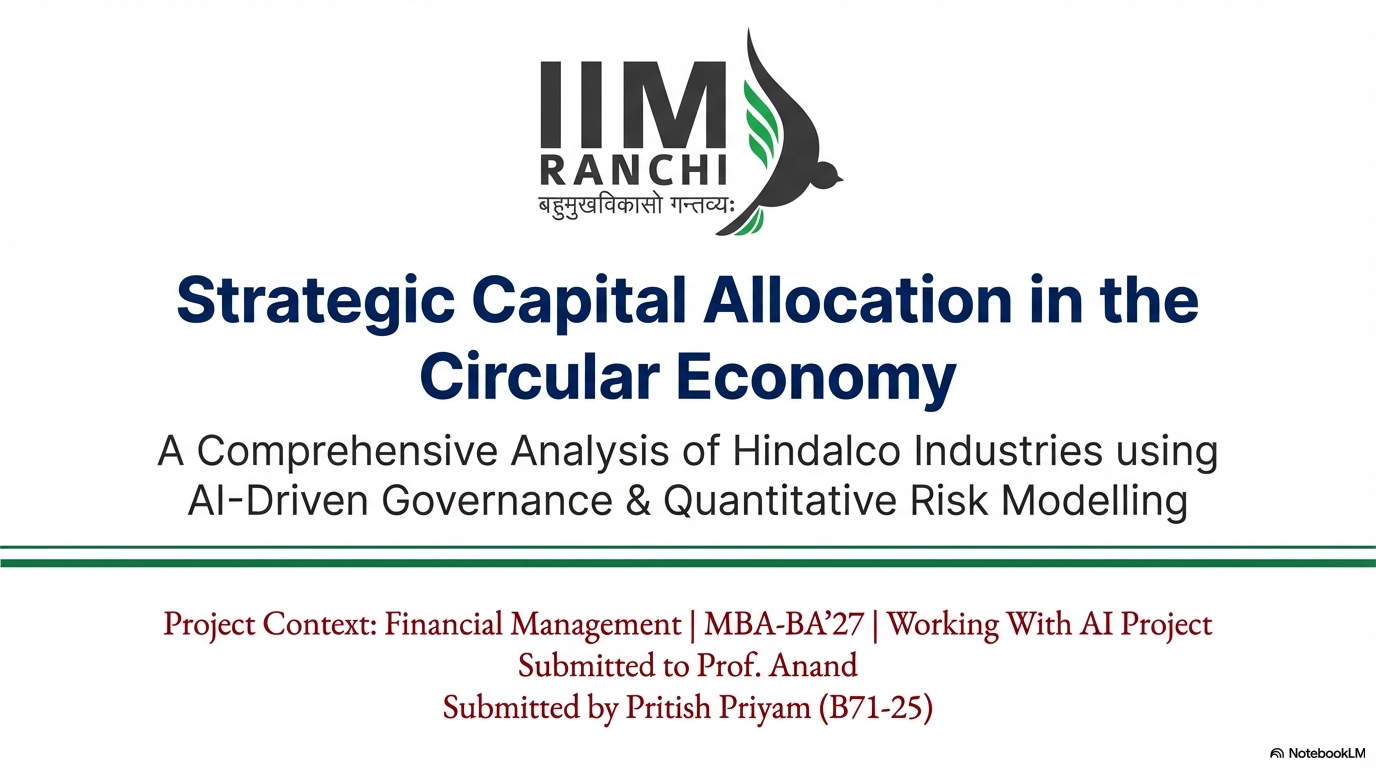 IIM
RANCHI
बहुमुखविकासो गन्तव्यः
Strategic Capital Allocation in the
Circular Economy
A Comprehensive Analysis of Hindalco Industries using
AI-Driven Governance & Quantitative Risk Modelling
Project Context: Financial Management | MBA-BA’27 | Working With AI Project
Submitted to Prof. Anand
Submitted by Pritish Priyam (B71-25)
NotebookLM